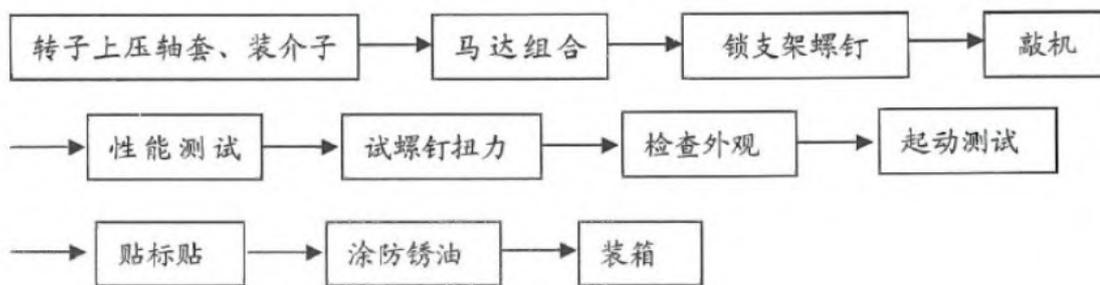 转子上压轴套、装介子 马达组合 锁支架螺钉 敲机
性能测试 试螺钉扭力 检查外观 起动测试
贴标贴 涂防锈油 装箱